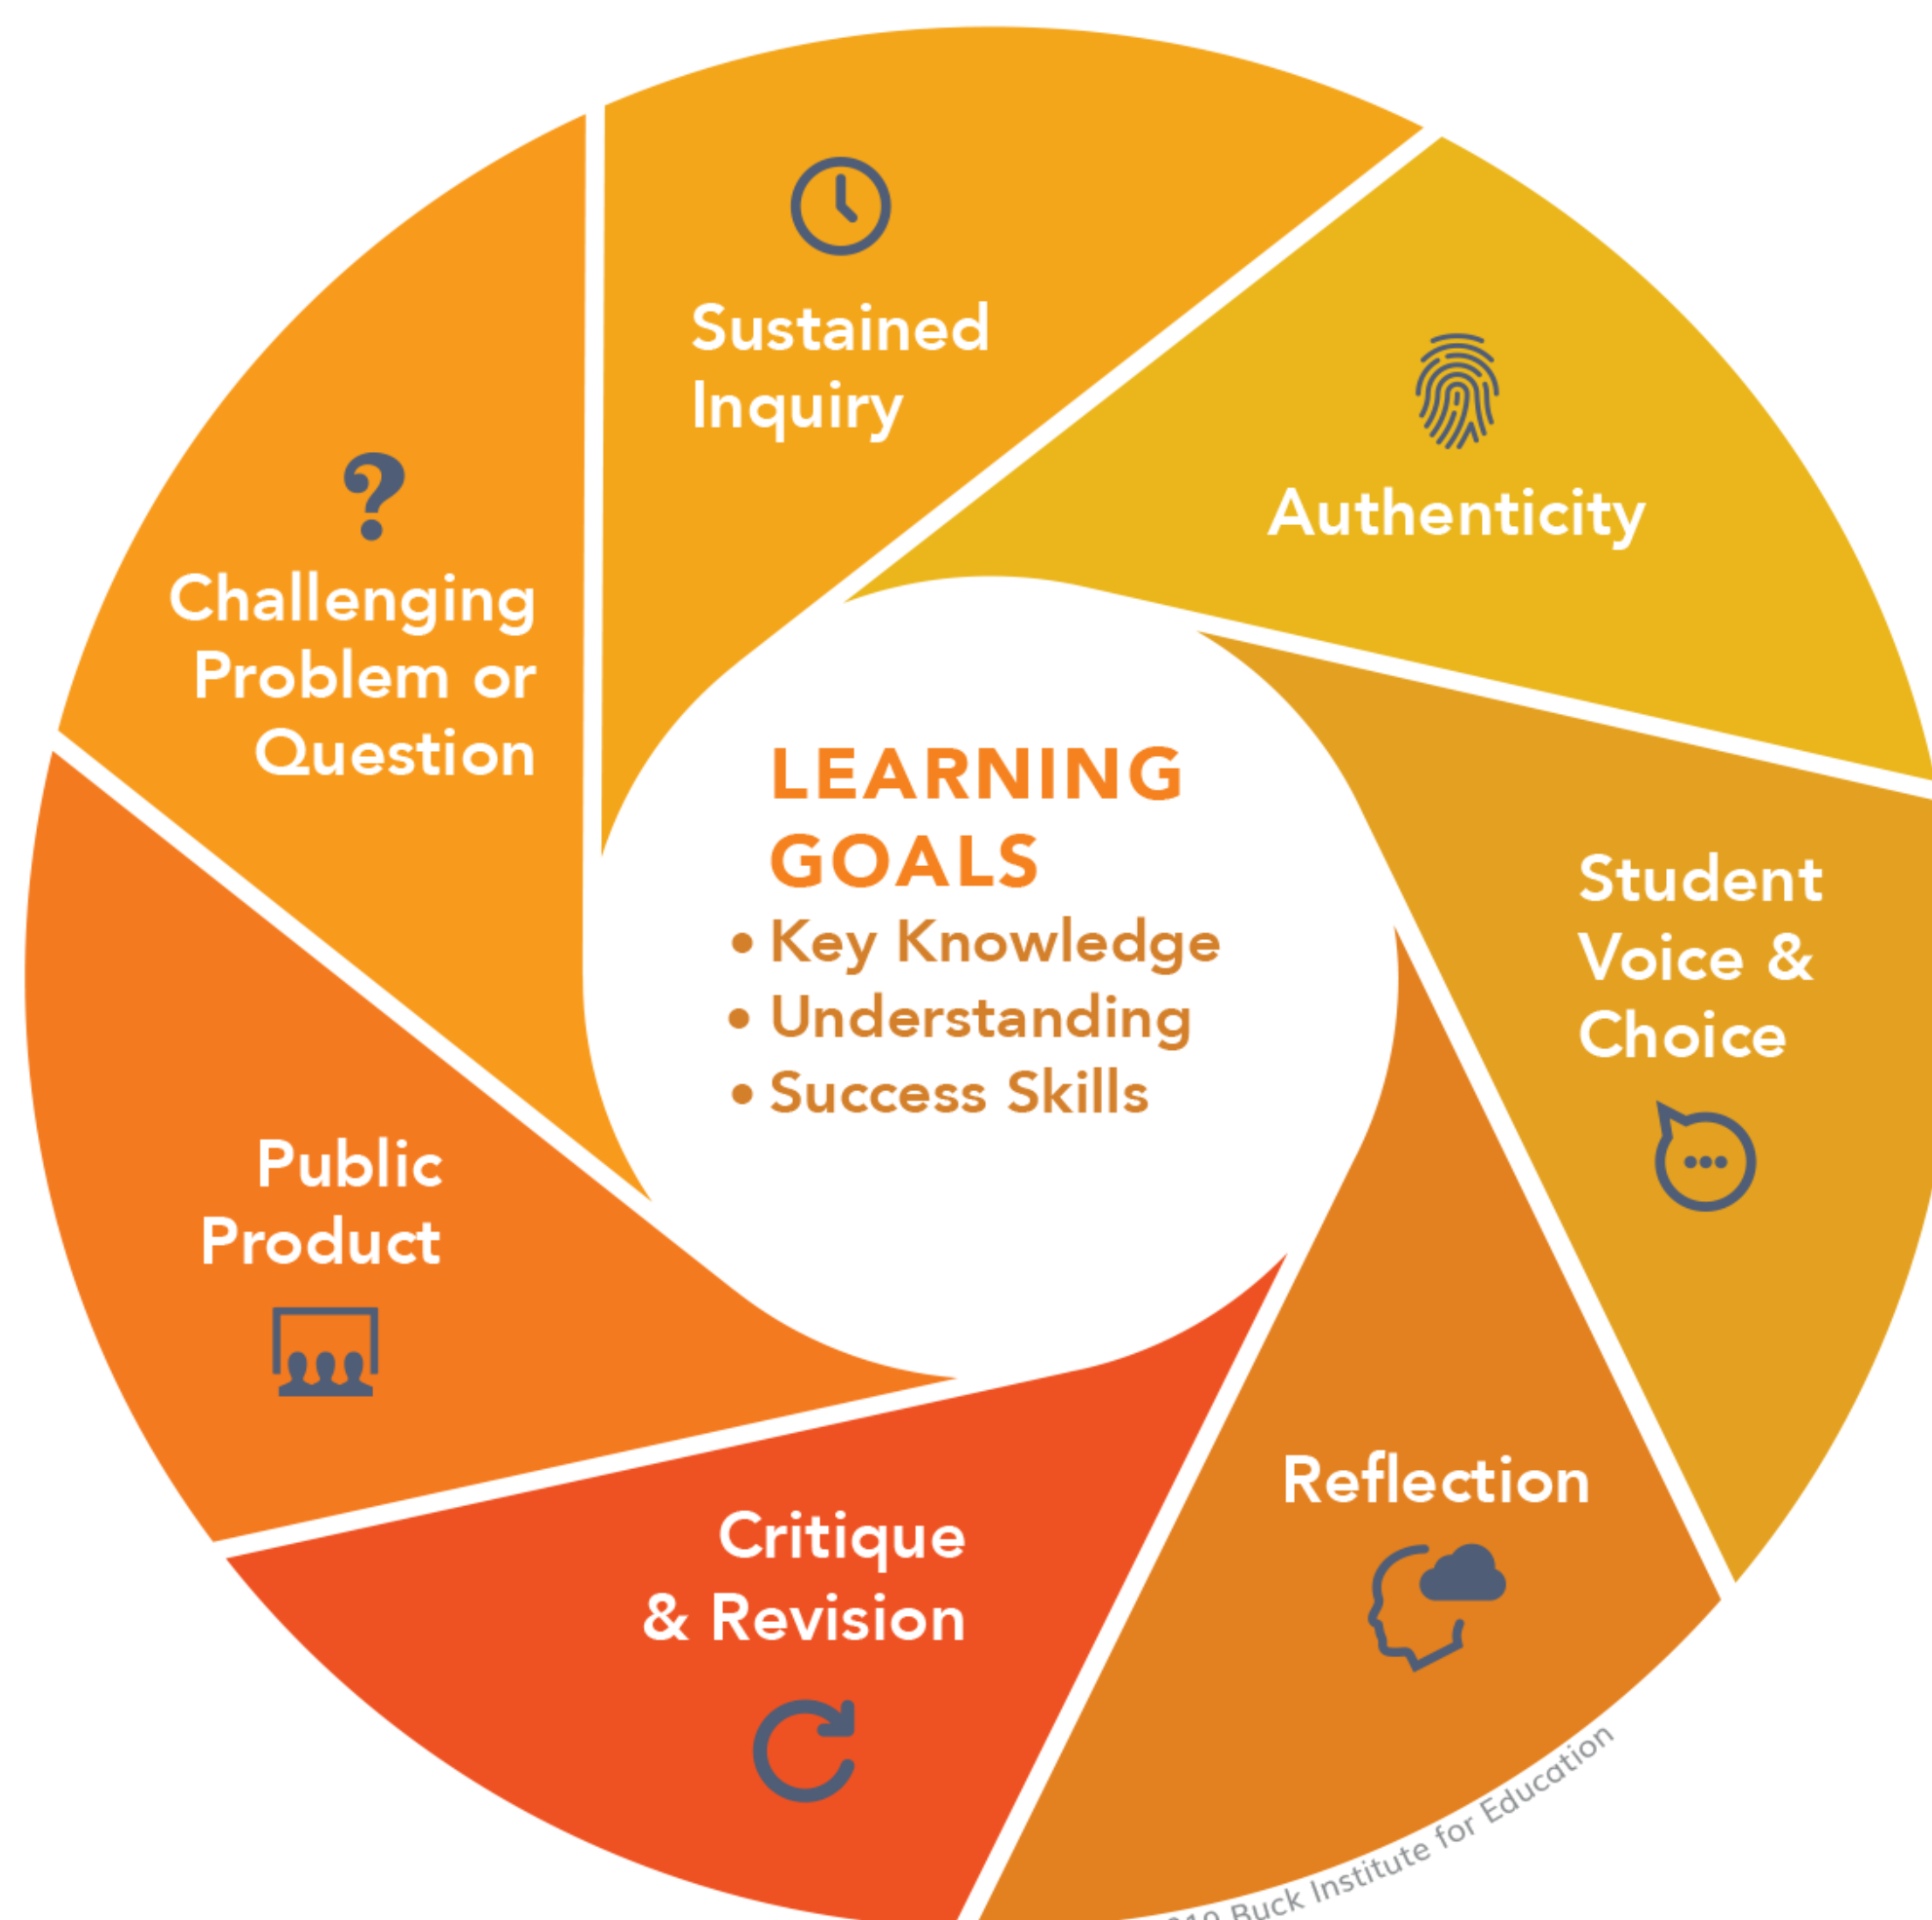 Sustained
Inquiry
Authenticity
Challenging
Problem or
Question
LEARNING
GOALS
• Key Knowledge
• Understanding
• Success Skills
Student
Voice &
Choice
Public
Product
Reflection
Critique
& Revision
Buck Institute for Education